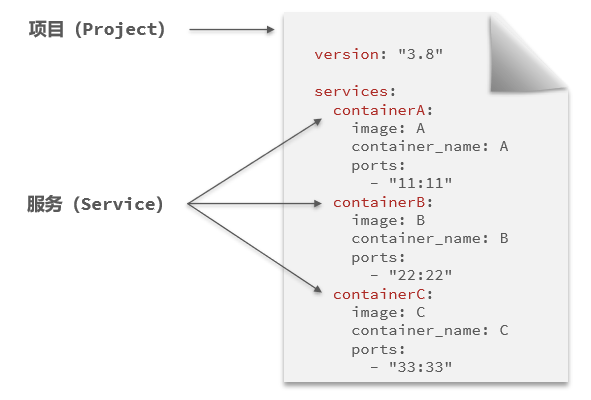 项目（Project）
version: "3.8"
services:
  containerA:
    image: A
    container_name: A
    ports:
      - "11:11"
服务（Service）
  containerB:
    image: B
    container_name: B
    ports:
      - "22:22"
  containerC:
    image: C
    container_name: C
    ports:
      - "33:33"